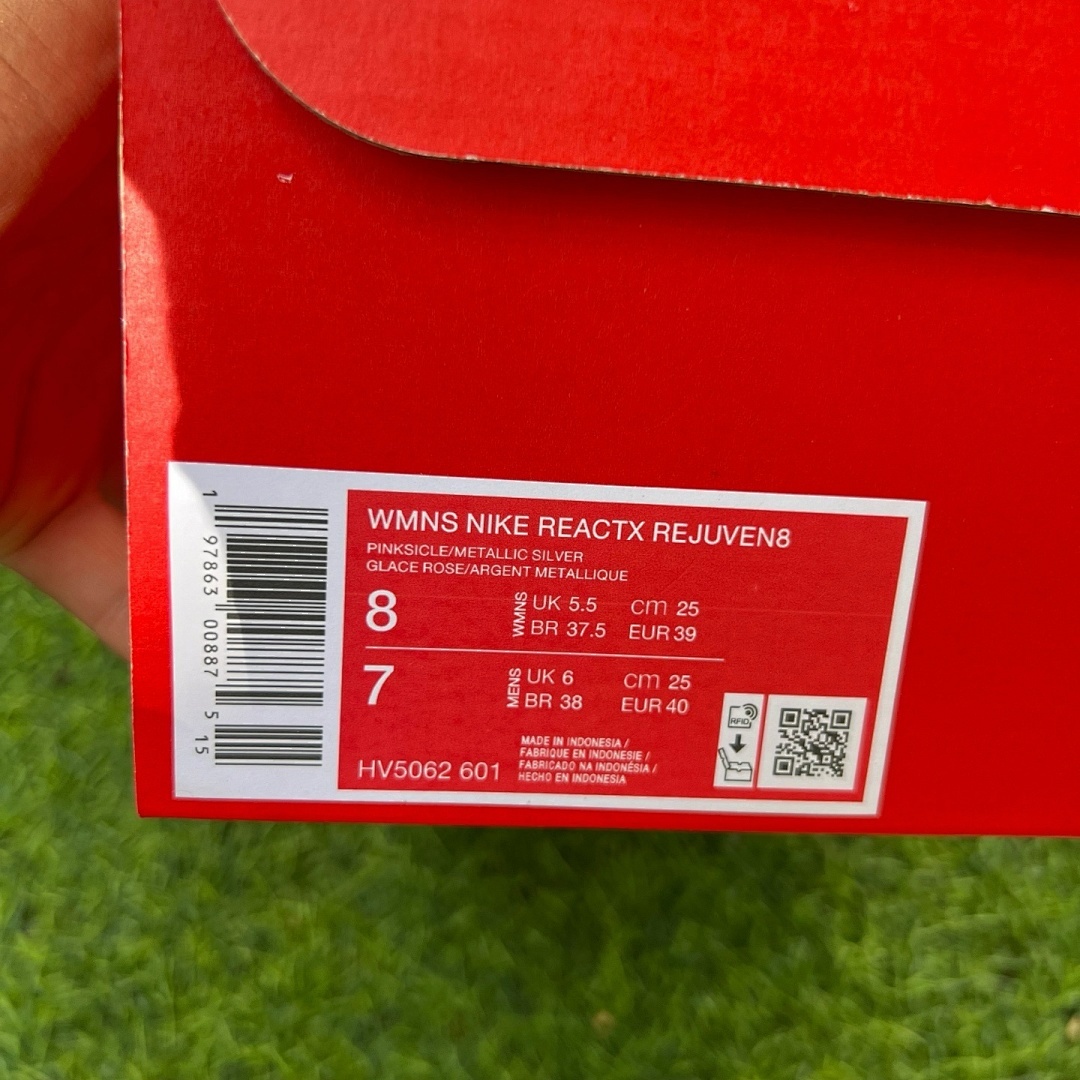 WMNS NIKE REACTX REJUVEN8
PINKSICLE/METALLIC SILVER
GLACE ROSE/ARGENT METALLIQUE
8 WMNS UK 5.5 cm 25
BR 37.5 EUR 39
7 MENS UK 6 cm 25
BR 38 EUR 40
HV5062 601
MADE IN INDONESIA /
FABRIQUE EN INDONESIE /
FABRICADO NA INDONÉSIA /
HECHO EN INDONESIA
RFID
1 97863 00887 5 15